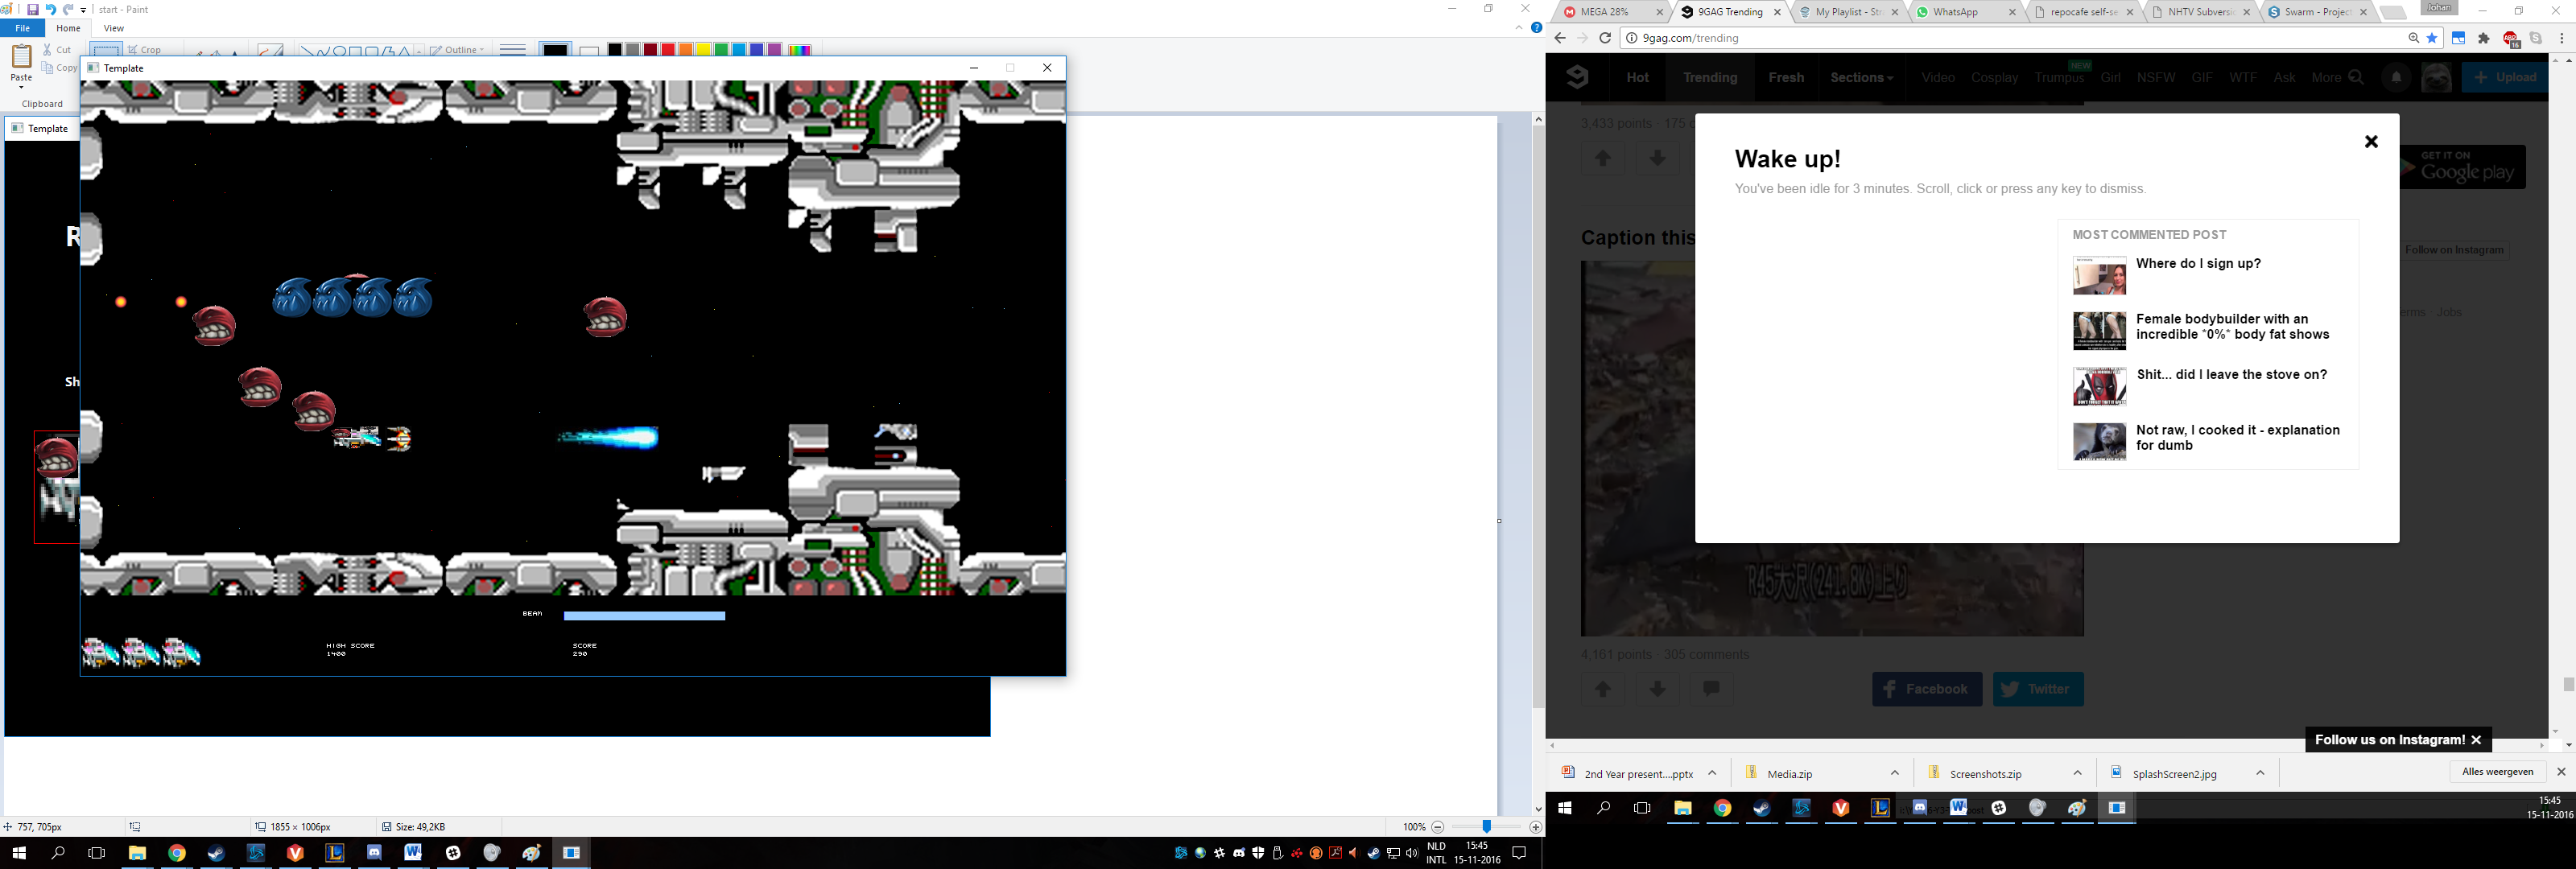 start - Paint
File
Home
View
Paste
Cut
Copy
Crop
Outline
Clipboard
Template
Template
R
Sh
BEAM
HIGH SCORE
1400
SCORE
290
757, 705px
1855 × 1006px
Size: 49,2KB
100%
NLD
INTL
15:45
15-11-2016
MEGA 28%
9GAG Trending
My Playlist - Str
WhatsApp
repocafe self-se
NHTV Subversi
Swarm - Project
Johan
9gag.com/trending
16
Hot
Trending
Fresh
Sections
Video
Cosplay
Trumpus
NEW
Girl
NSFW
GIF
WTF
Ask
More
Upload
3,433 points · 175 c
GET IT ON
Google play
Wake up!
You've been idle for 3 minutes. Scroll, click or press any key to dismiss.
MOST COMMENTED POST
Where do I sign up?
Female bodybuilder with an
incredible *0%* body fat shows
Shit... did I leave the stove on?
Not raw, I cooked it - explanation
for dumb
Caption this
Follow on Instagram
erms · Jobs
R45大尺(241.8K)上り
4,161 points · 305 comments
Facebook
Twitter
Follow us on Instagram!
2nd Year present....pptx
Media.zip
Screenshots.zip
SplashScreen2.jpg
Alles weergeven
15:45
15-11-2016